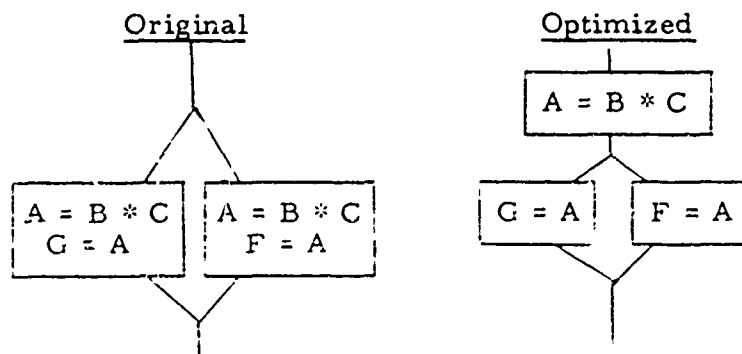 Original
A = B * C
G = A
A = B * C
F = A
Optimized
A = B * C
G = A
F = A